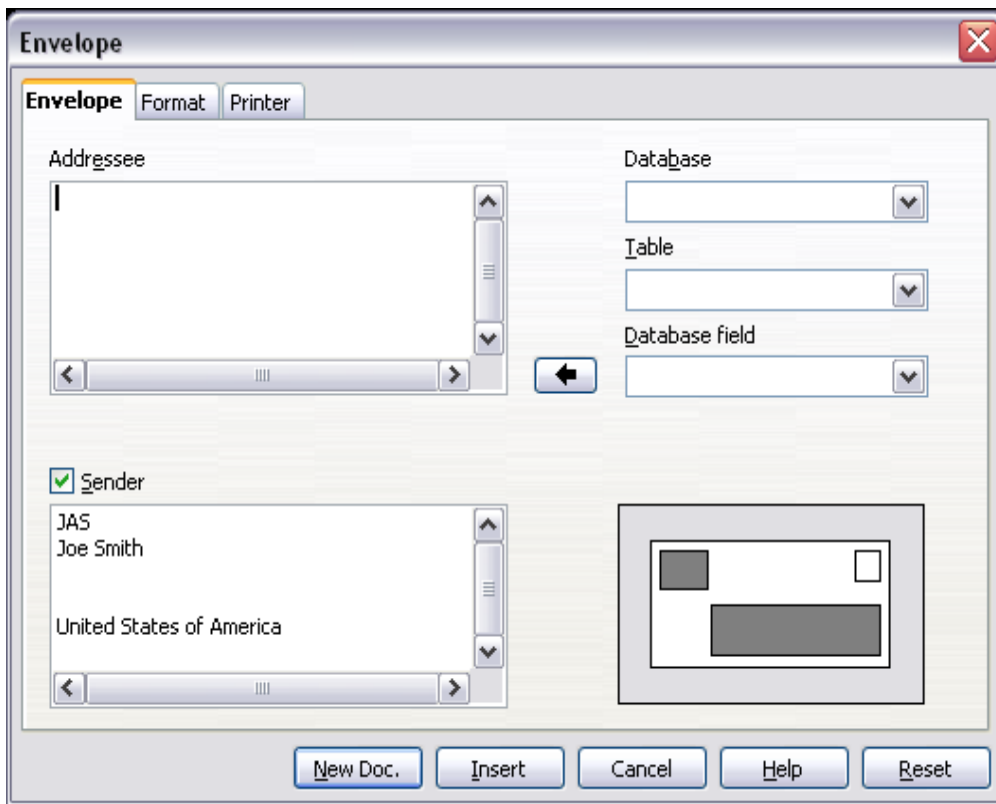 Envelope
Envelope Format Printer
Addressee
Database
Table
Database field
Sender
JAS
Joe Smith
United States of America
New Doc. Insert Cancel Help Reset